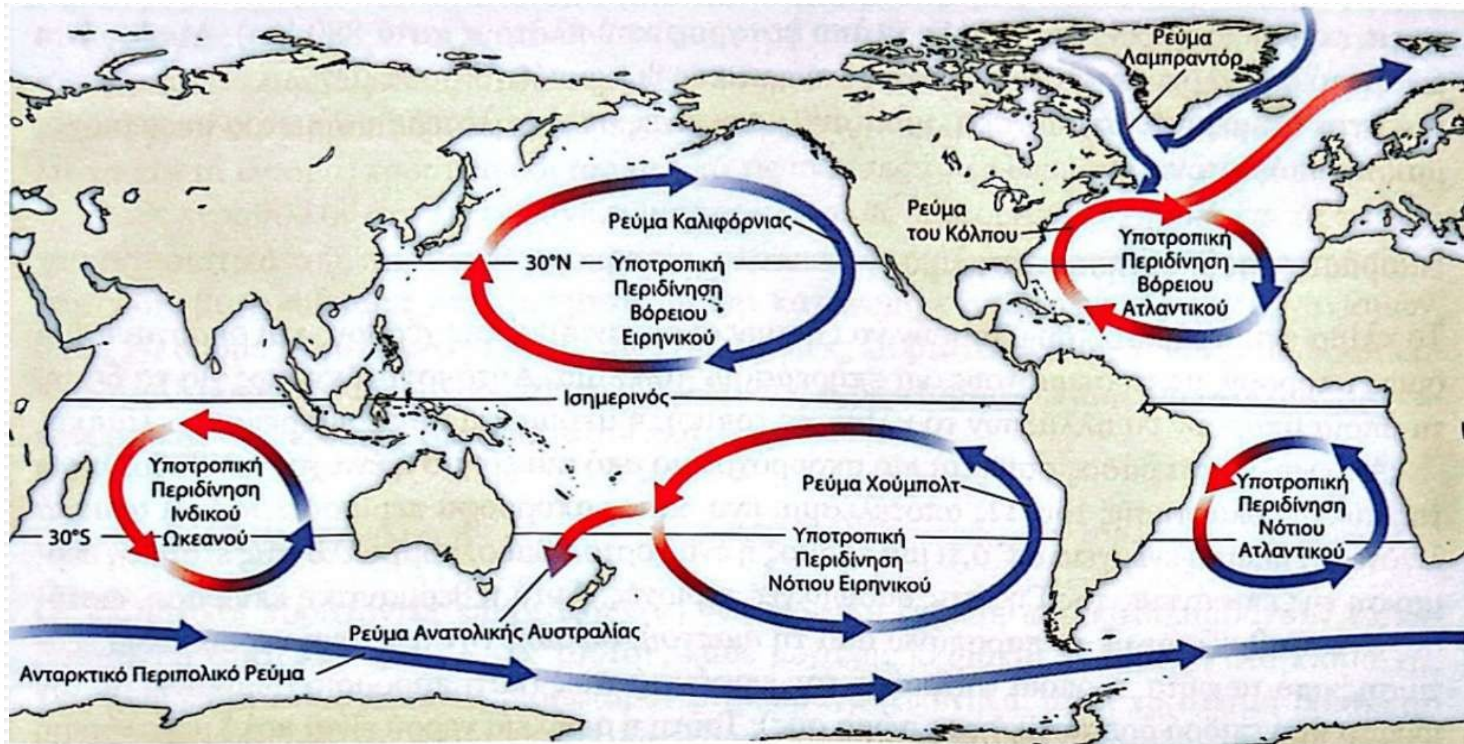 Ρεύμα
Λαμπραντόρ
Ρεύμα Καλιφόρνιας
Ρεύμα
του Κόλπου
30°N
Υποτροπική
Περιδίνηση
Βόρειου
Ειρηνικού
Υποτροπική
Περιδίνηση
Βόρειου
Ατλαντικού
Ισημερινός
Υποτροπική
Περιδίνηση
Ινδικού
Ωκεανού
30°S
Ρεύμα Χούμπολτ
Υποτροπική
Περιδίνηση
Νότιου Ειρηνικού
Υποτροπική
Περιδίνηση
Νότιου
Ατλαντικού
Ρεύμα Ανατολικής Αυστραλίας
Ανταρκτικό Περιπολικό Ρεύμα